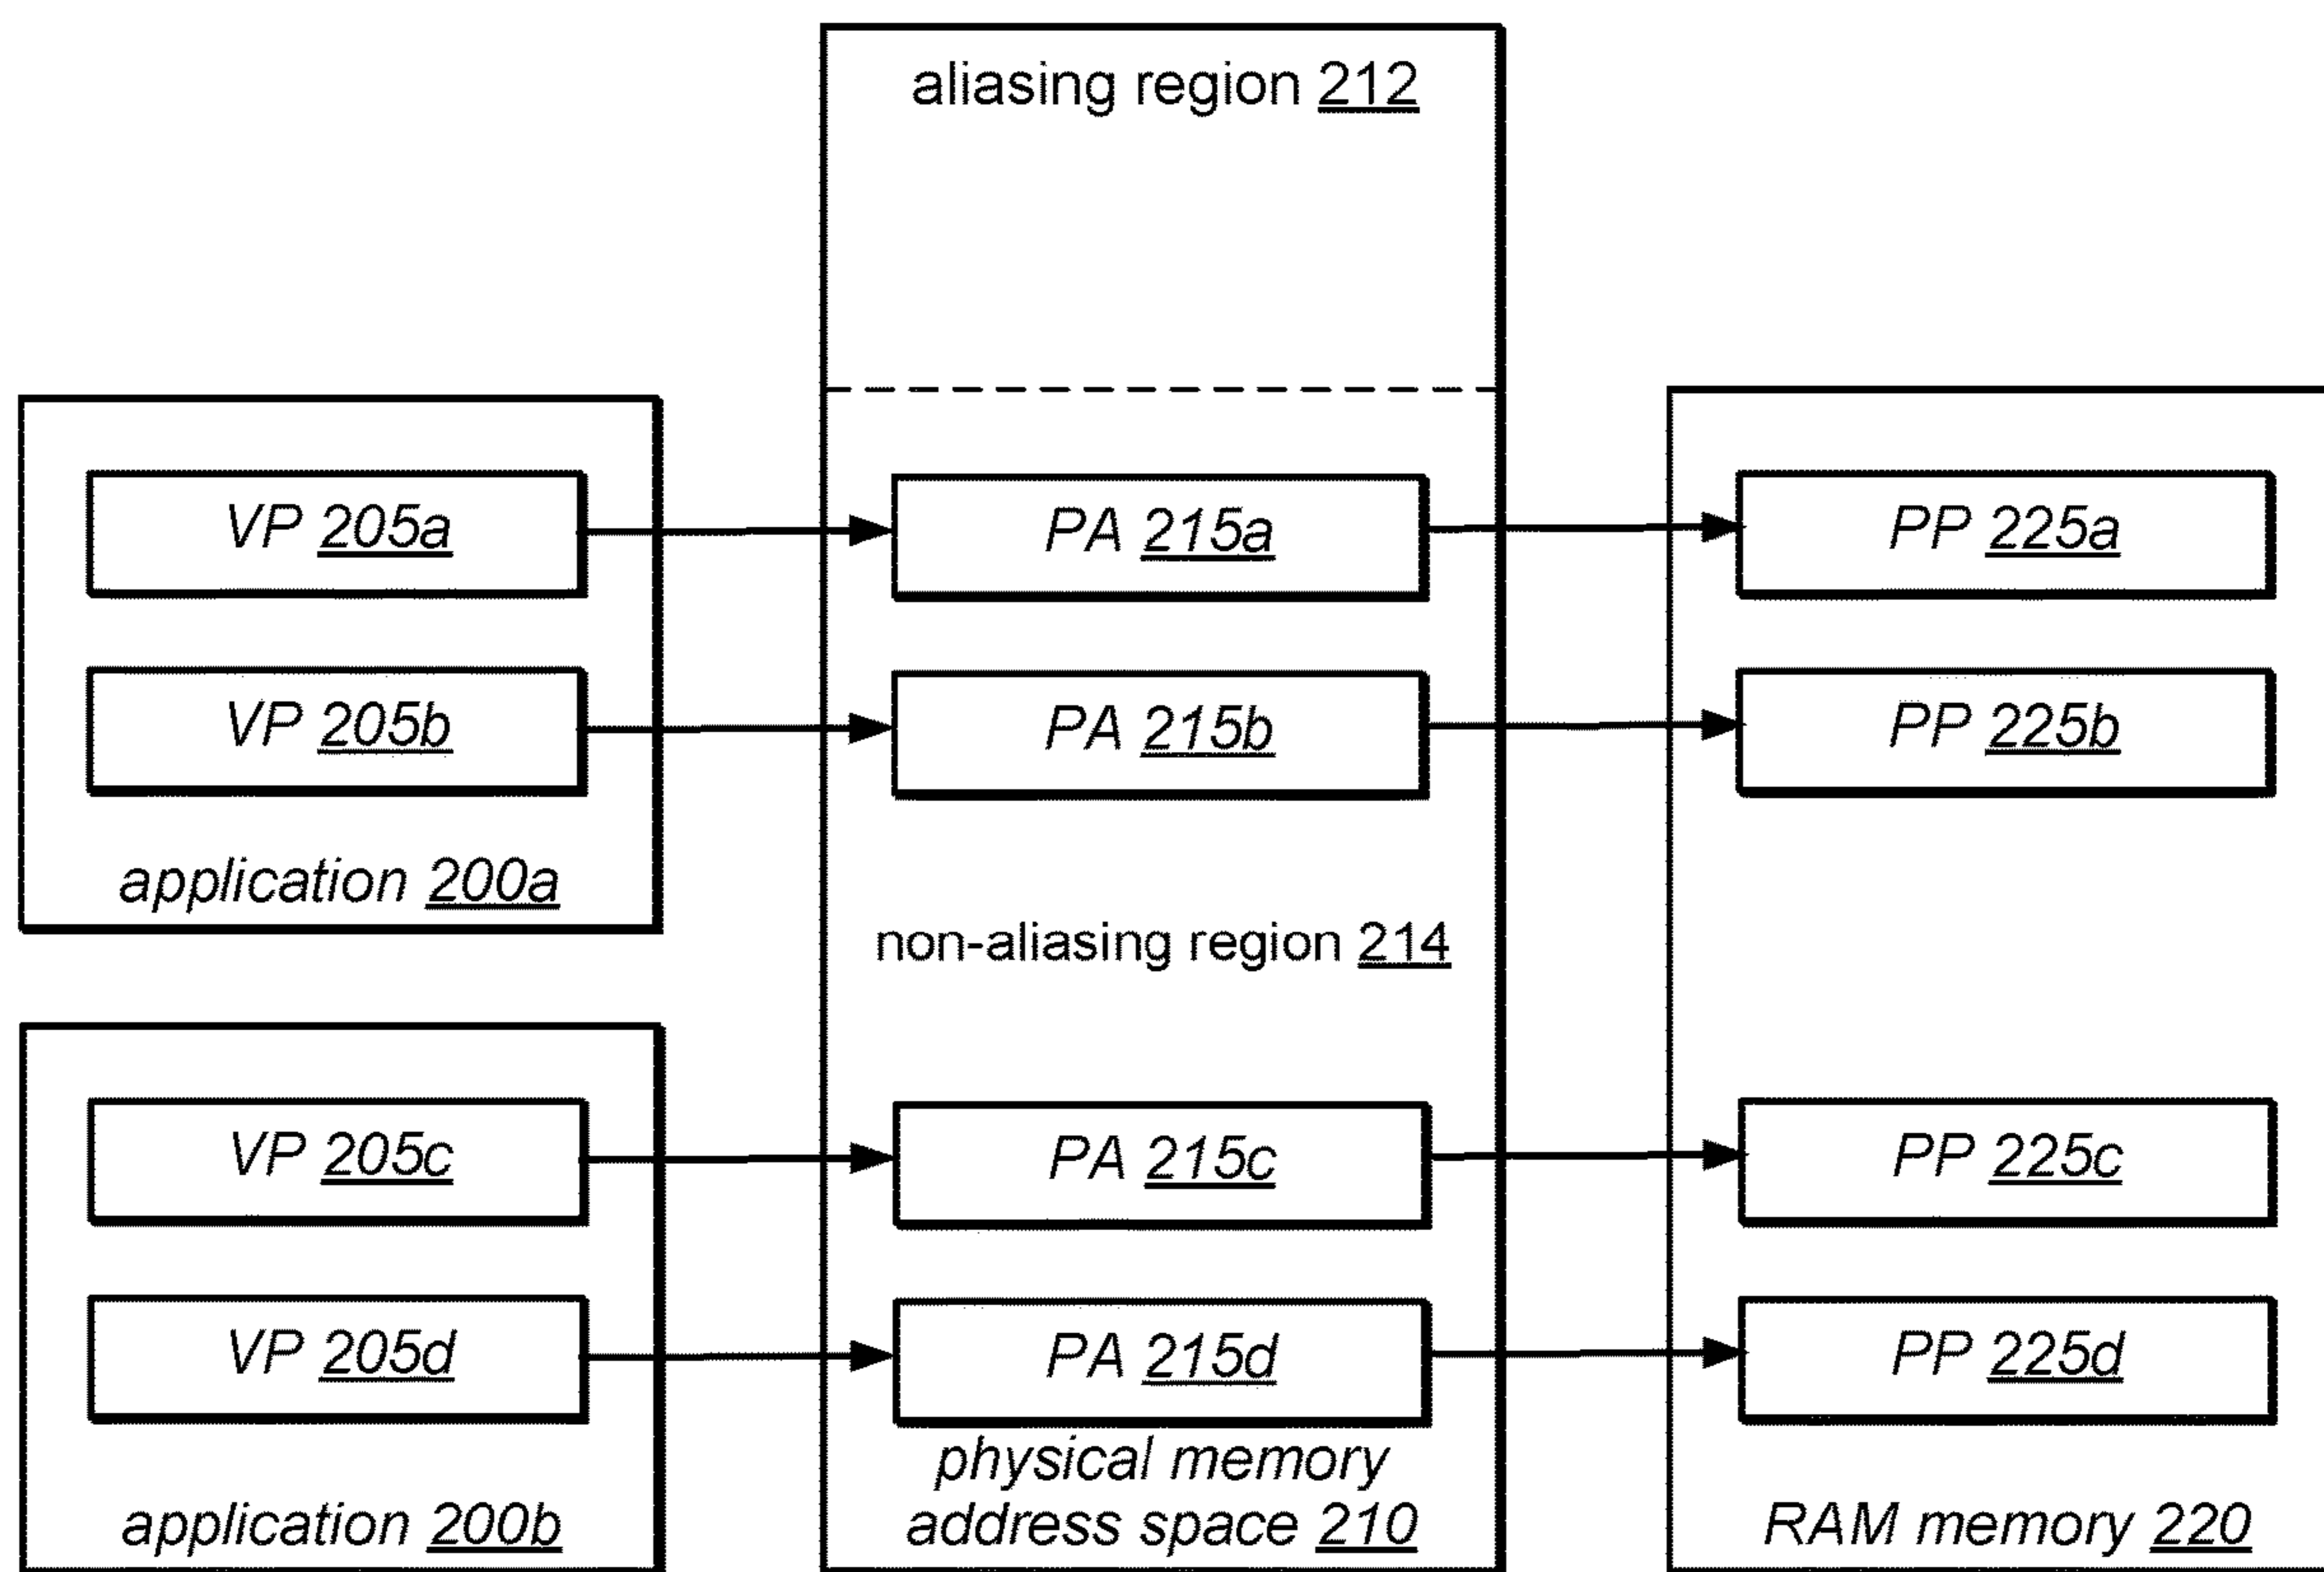 aliasing region 212
VP 205a
PA 215a
PP 225a
VP 205b
PA 215b
PP 225b
application 200a
non-aliasing region 214
VP 205c
PA 215c
PP 225c
VP 205d
PA 215d
PP 225d
physical memory
address space 210
application 200b
RAM memory 220